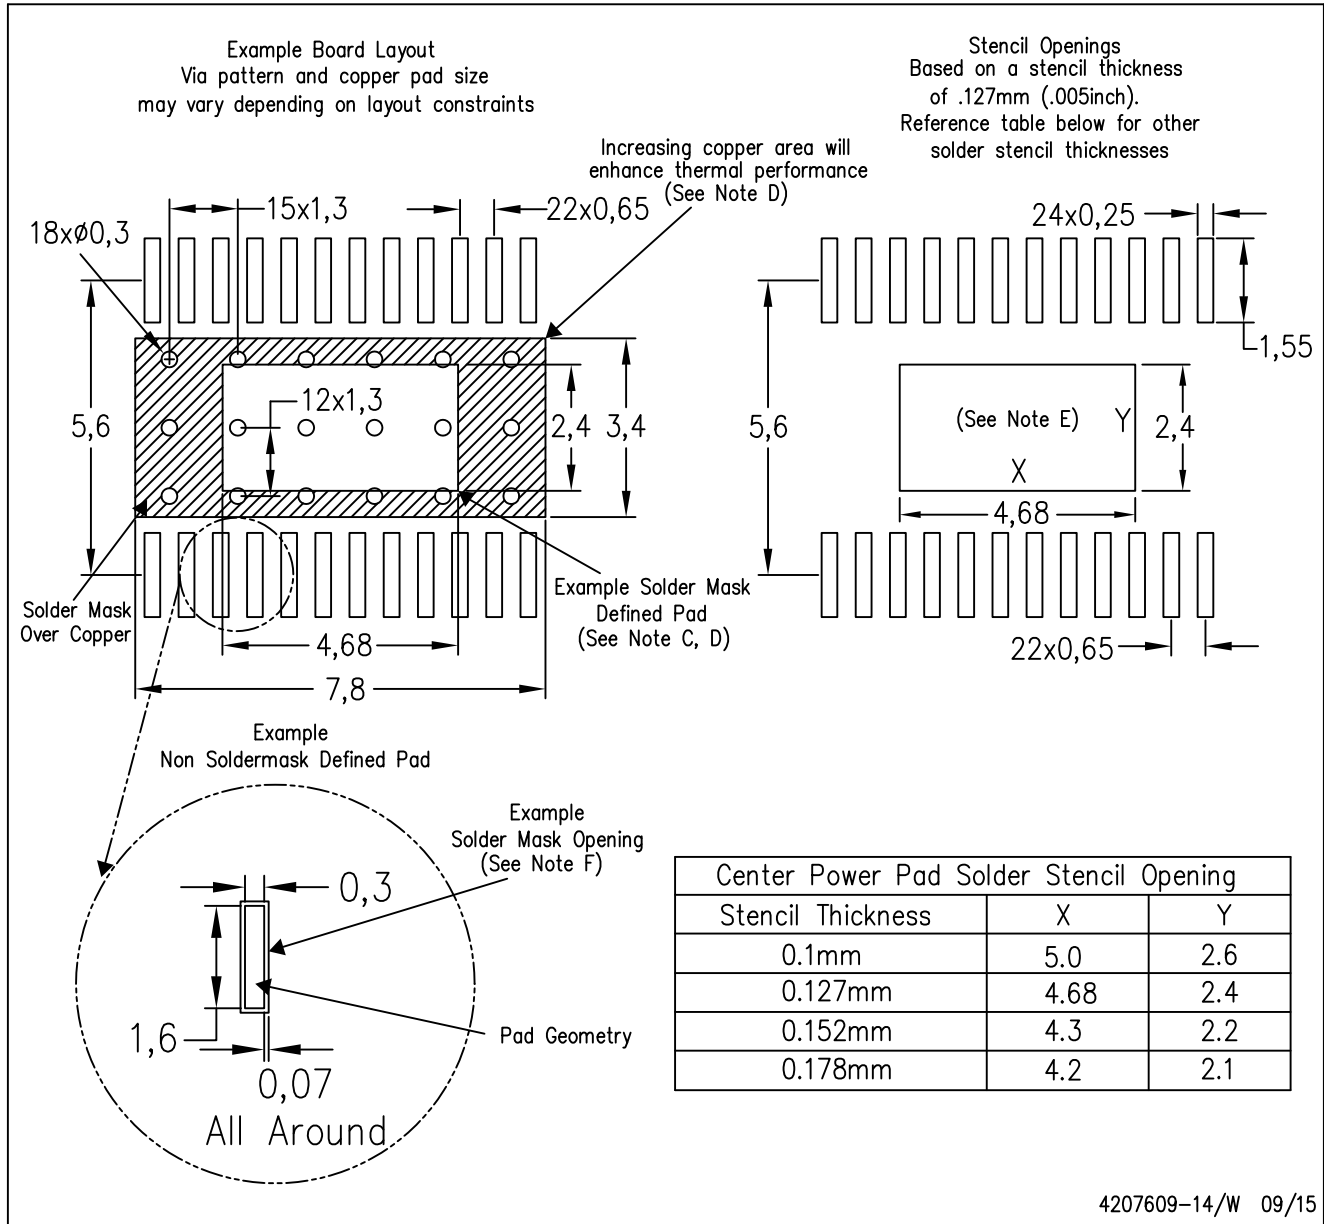 Example Board Layout
Via pattern and copper pad size
may vary depending on layout constraints
Stencil Openings
Based on a stencil thickness
of .127mm (.005inch).
Reference table below for other
solder stencil thicknesses
Increasing copper area will
enhance thermal performance
(See Note D)
15x1,3
22x0,65
18xø0,3
12x1,3
5,6
2,4
3,4
24x0,25
1,55
5,6
(See Note E)
Y
X
2,4
4,68
22x0,65
Solder Mask
Over Copper
Example Solder Mask
Defined Pad
(See Note C, D)
4,68
7,8
Example
Non Soldermask Defined Pad
Example
Solder Mask Opening
(See Note F)
0,3
1,6
Pad Geometry
0,07
All Around
Center Power Pad Solder Stencil Opening
Stencil Thickness X Y
0.1mm 5.0 2.6
0.127mm 4.68 2.4
0.152mm 4.3 2.2
0.178mm 4.2 2.1
4207609-14/W 09/15